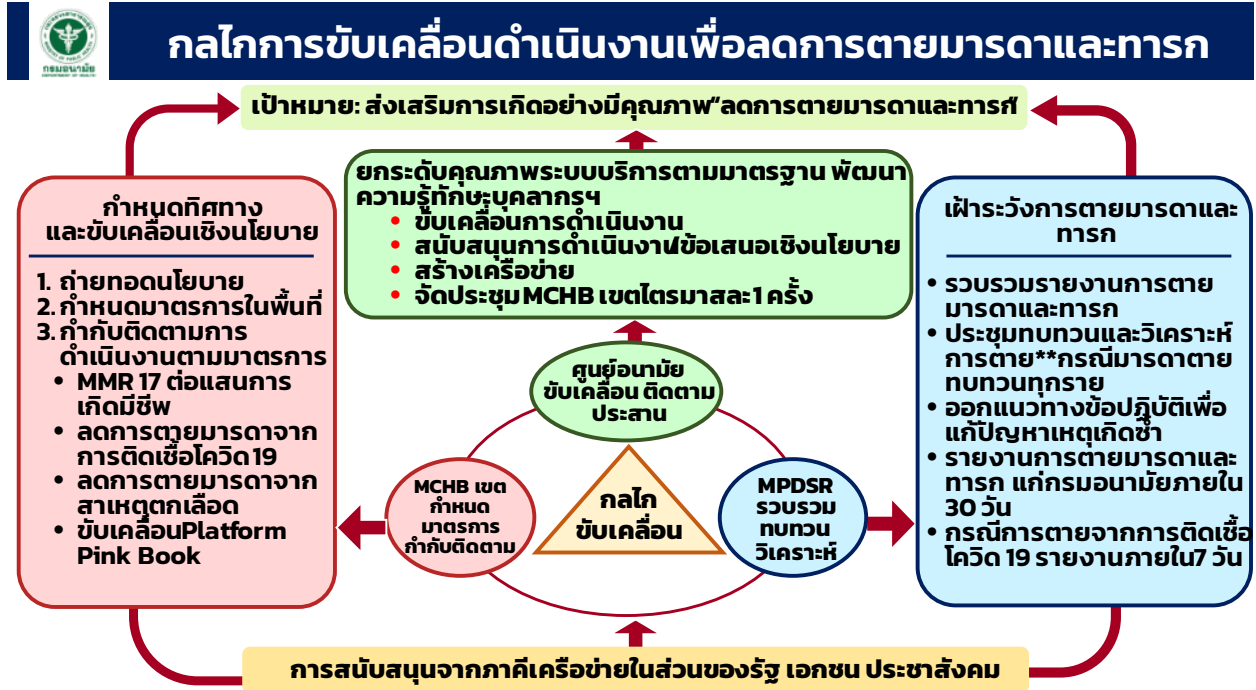 กรมอนามัย
DEPARTMENT OF HEALTH
กลไกการขับเคลื่อนดำเนินงานเพื่อลดการตายมารดาและทารก
เป้าหมาย: ส่งเสริมการเกิดอย่างมีคุณภาพ"ลดการตายมารดาและทารก"
ยกระดับคุณภาพระบบบริการตามมาตรฐาน พัฒนา
ความรู้ทักษะบุคลากรฯ
• ขับเคลื่อนการดำเนินงาน
• สนับสนุนการดำเนินงาน/ข้อเสนอเชิงนโยบาย
• สร้างเครือข่าย
• จัดประชุม MCHB เขตไตรมาสละ 1 ครั้ง
กำหนดทิศทาง
และขับเคลื่อนเชิงนโยบาย
1. ถ่ายทอดนโยบาย
2. กำหนดมาตรการในพื้นที่
3. กำกับติดตามการ
ดำเนินงานตามมาตรการ
• MMR 17 ต่อแสนการ
เกิดมีชีพ
• ลดการตายมารดาจาก
การติดเชื้อโควิด 19
• ลดการตายมารดาจาก
สาเหตุตกเลือด
• ขับเคลื่อนPlatform
Pink Book
เฝ้าระวังการตายมารดาและ
ทารก
• รวบรวมรายงานการตาย
มารดาและทารก
• ประชุมทบทวนและวิเคราะห์
การตาย**กรณีมารดาตาย
ทบทวนทุกราย
• ออกแนวทางข้อปฏิบัติเพื่อ
แก้ปัญหาเหตุเกิดซ้ำ
• รายงานการตายมารดาและ
ทารก แก่กรมอนามัยภายใน
30 วัน
• กรณีการตายจากการติดเชื้อ
โควิด 19 รายงานภายใน7 วัน
ศูนย์อนามัย
ขับเคลื่อน ติดตาม
ประสาน
MCHB เขต
กำหนด
มาตรการ
กำกับติดตาม
กลไก
ขับเคลื่อน
MPDSR
รวบรวม
ทบทวน
วิเคราะห์
การสนับสนุนจากภาคีเครือข่ายในส่วนของรัฐ เอกชน ประชาสังคม